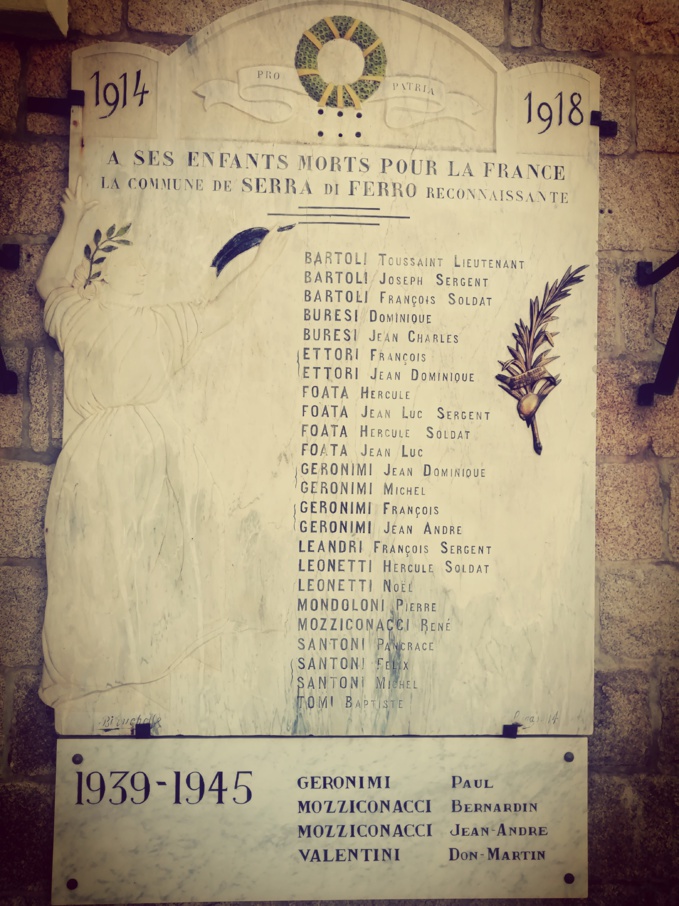 PRO PATRIA
1914
1918
A SES ENFANTS MORTS POUR LA FRANCE
LA COMMUNE DE SERRA DI FERRO RECONNAISSANTE
BARTOLI TOUSSAINT LIEUTENANT
BARTOLI JOSEPH SERGENT
BARTOLI FRANÇOIS SOLDAT
BURESI DOMINIQUE
BURESI JEAN CHARLES
ETTORI FRANÇOIS
ETTORI JEAN DOMINIQUE
FOATA HERCULE
FOATA JEAN LUC SERGENT
FOATA HERCULE SOLDAT
FOATA JEAN LUC
GERONIMI JEAN DOMINIQUE
GERONIMI MICHEL
GERONIMI FRANÇOIS
GERONIMI JEAN ANDRE
LEANDRI FRANÇOIS SERGENT
LEONETTI HERCULE SOLDAT
LEONETTI NOËL
MONDOLONI PIERRE
MOZZICONACCI RENÉ
SANTONI PANCRACE
SANTONI FELIX
SANTONI MICHEL
TOMI BAPTISTE
1939-1945
GERONIMI PAUL
MOZZICONACCI BERNARDIN
MOZZICONACCI JEAN-ANDRE
VALENTINI DON-MARTIN